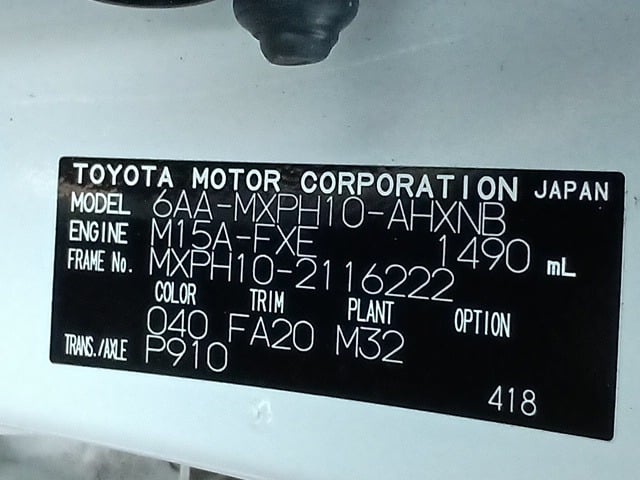 TOYOTA MOTOR CORPORATION JAPAN
MODEL 6AA-MXPH10-AHXNB
ENGINE M15A-FXE 1490 mL
FRAME No. MXPH10-2116222
COLOR TRIM PLANT OPTION
040 FA20 M32
TRANS./AXLE P910
418